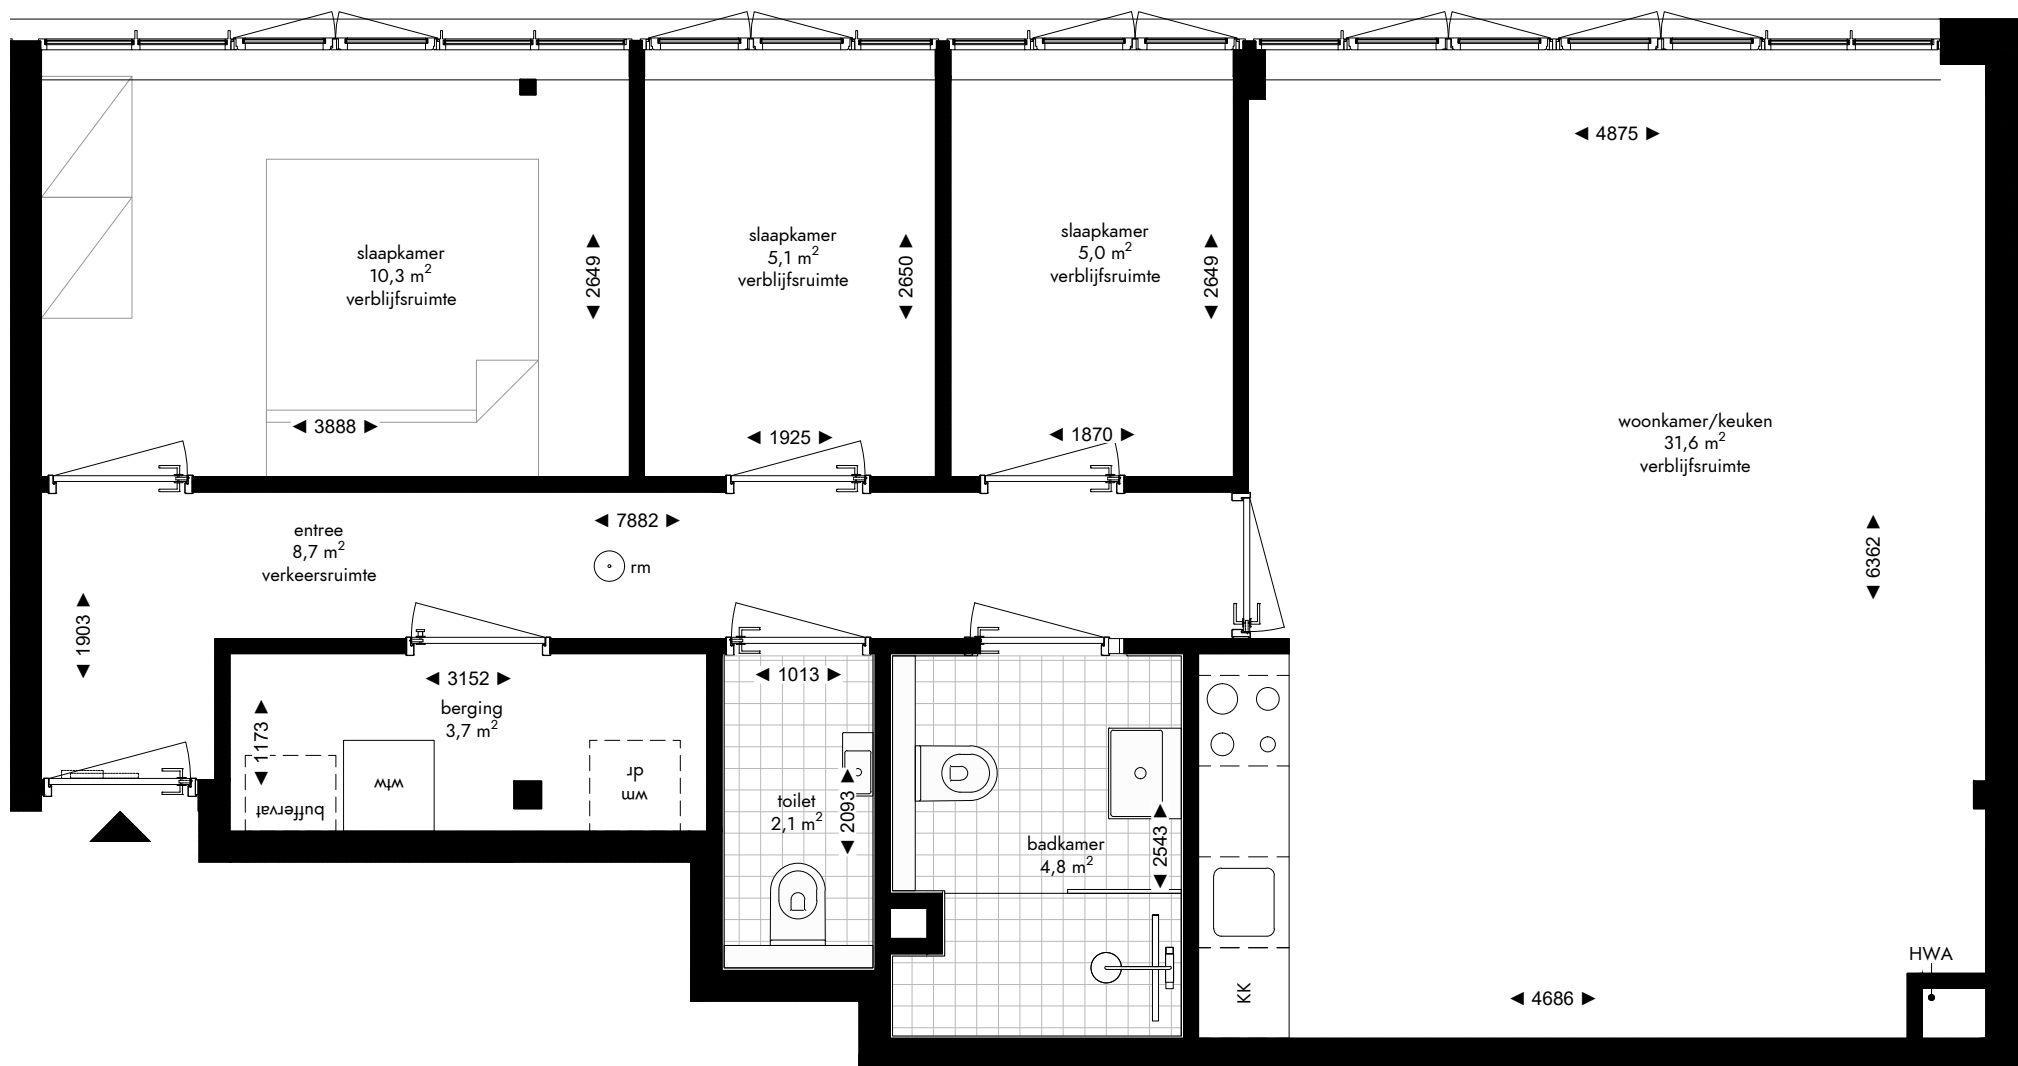 ◄ 4875 ►
slaapkamer
10,3 m²
verblijfsruimte
◄ 2649 ►
◄ 3888 ►
slaapkamer
5,1 m²
verblijfsruimte
◄ 2650 ►
◄ 1925 ►
slaapkamer
5,0 m²
verblijfsruimte
◄ 2649 ►
◄ 1870 ►
woonkamer/keuken
31,6 m²
verblijfsruimte
◄ 6362 ►
entree
8,7 m²
verkeersruimte
◄ 7882 ►
rm
◄ 1903 ►
◄ 3152 ►
berging
3,7 m²
◄ 1173 ►
buffervat
wtw
wm
dr
◄ 1013 ►
toilet
2,1 m²
◄ 2093 ►
badkamer
4,8 m²
◄ 2543 ►
KK
◄ 4686 ►
HWA